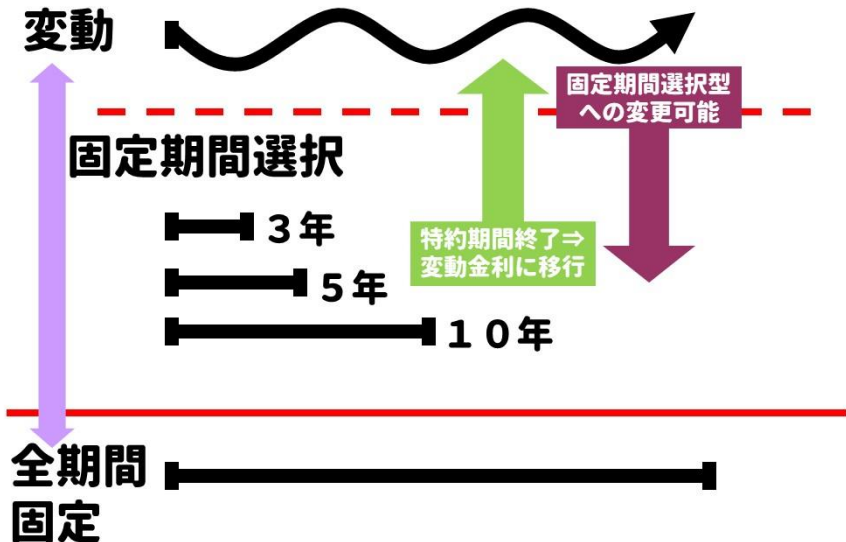 変動
固定期間選択型
への変更可能
固定期間選択
３年
特約期間終了⇒
変動金利に移行
５年
１０年
全期間
固定